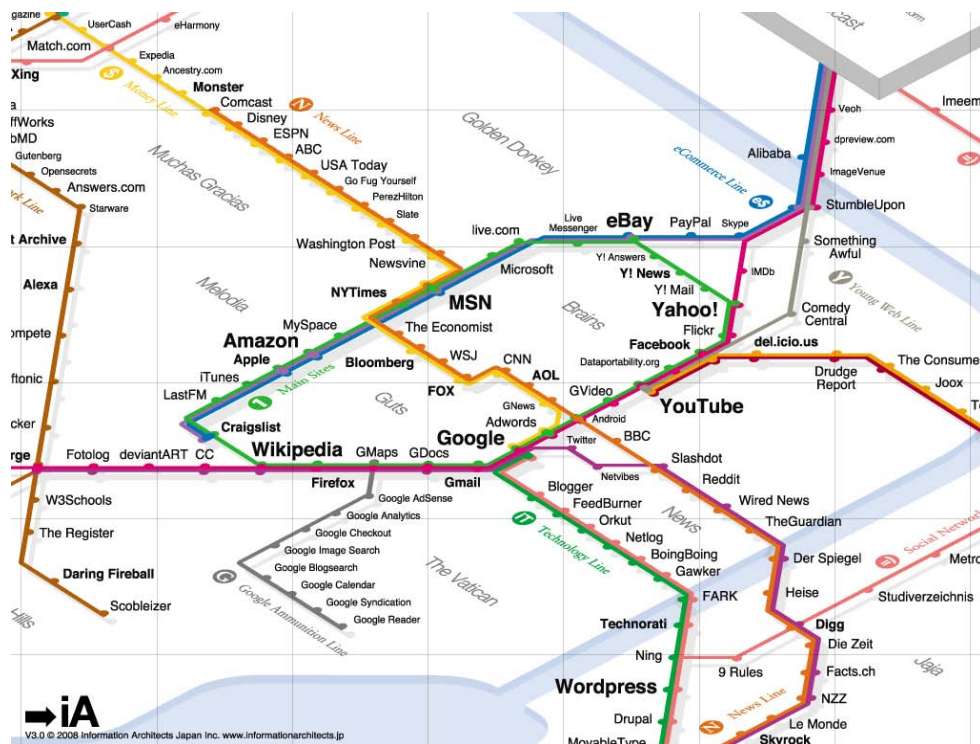 UserCash
eHarmony
Match.com
Xing
Expedia
Ancestry.com
Money Line
Monster
Comcast
Disney
ESPN
ABC
USA Today
Go Fug Yourself
PerezHilton
Slate
Washington Post
Newsvine
N
News Line
Golden Donkey
Muchas Gracias
Veoh
dpreview.com
ImageVenue
Alibaba
eCommerce Line
StumbleUpon
Imeem
Gutenberg
Opensecrets
Answers.com
Starware
Alexa
W3Schools
The Register
Daring Fireball
Scobleizer
live.com
Live
Messenger
eBay
PayPal
Skype
Something
Awful
Microsoft
Y! Answers
Y! News
Y! Mail
IMDb
Young Web Line
Yahoo!
Comedy
Central
Flickr
Facebook
del.icio.us
Dataportability.org
Drudge
Report
Joox
YouTube
NYTimes
MSN
Melodia
Brains
MySpace
The Economist
Amazon
Apple
Bloomberg
WSJ
CNN
iTunes
1
Main Sites
FOX
AOL
GVideo
LastFM
Guts
GNews
Android
Craigslist
Adwords
Wikipedia
Google
Twitter
BBC
Fotolog
deviantART
CC
GMaps
GDocs
Firefox
Gmail
Netvibes
Slashdot
Reddit
Wired News
TheGuardian
Der Spiegel
Heise
Google AdSense
Google Analytics
Google Checkout
Google Image Search
Google Blogsearch
Google Calendar
Google Syndication
Google Reader
G
Google Ammunition Line
The Vatican
Blogger
FeedBurner
Orkut
Netlog
BoingBoing
Gawker
FARK
iT
Technology Line
News
Technorati
Ning
Wordpress
Drupal
MovableType
Social Network
Studiverzeichnis
Digg
Die Zeit
9 Rules
Facts.ch
NZZ
N
News Line
Le Monde
Skyrock
Jaja
Hills
iA
V3.0 © 2008 Information Architects Japan Inc. www.informationarchitects.jp